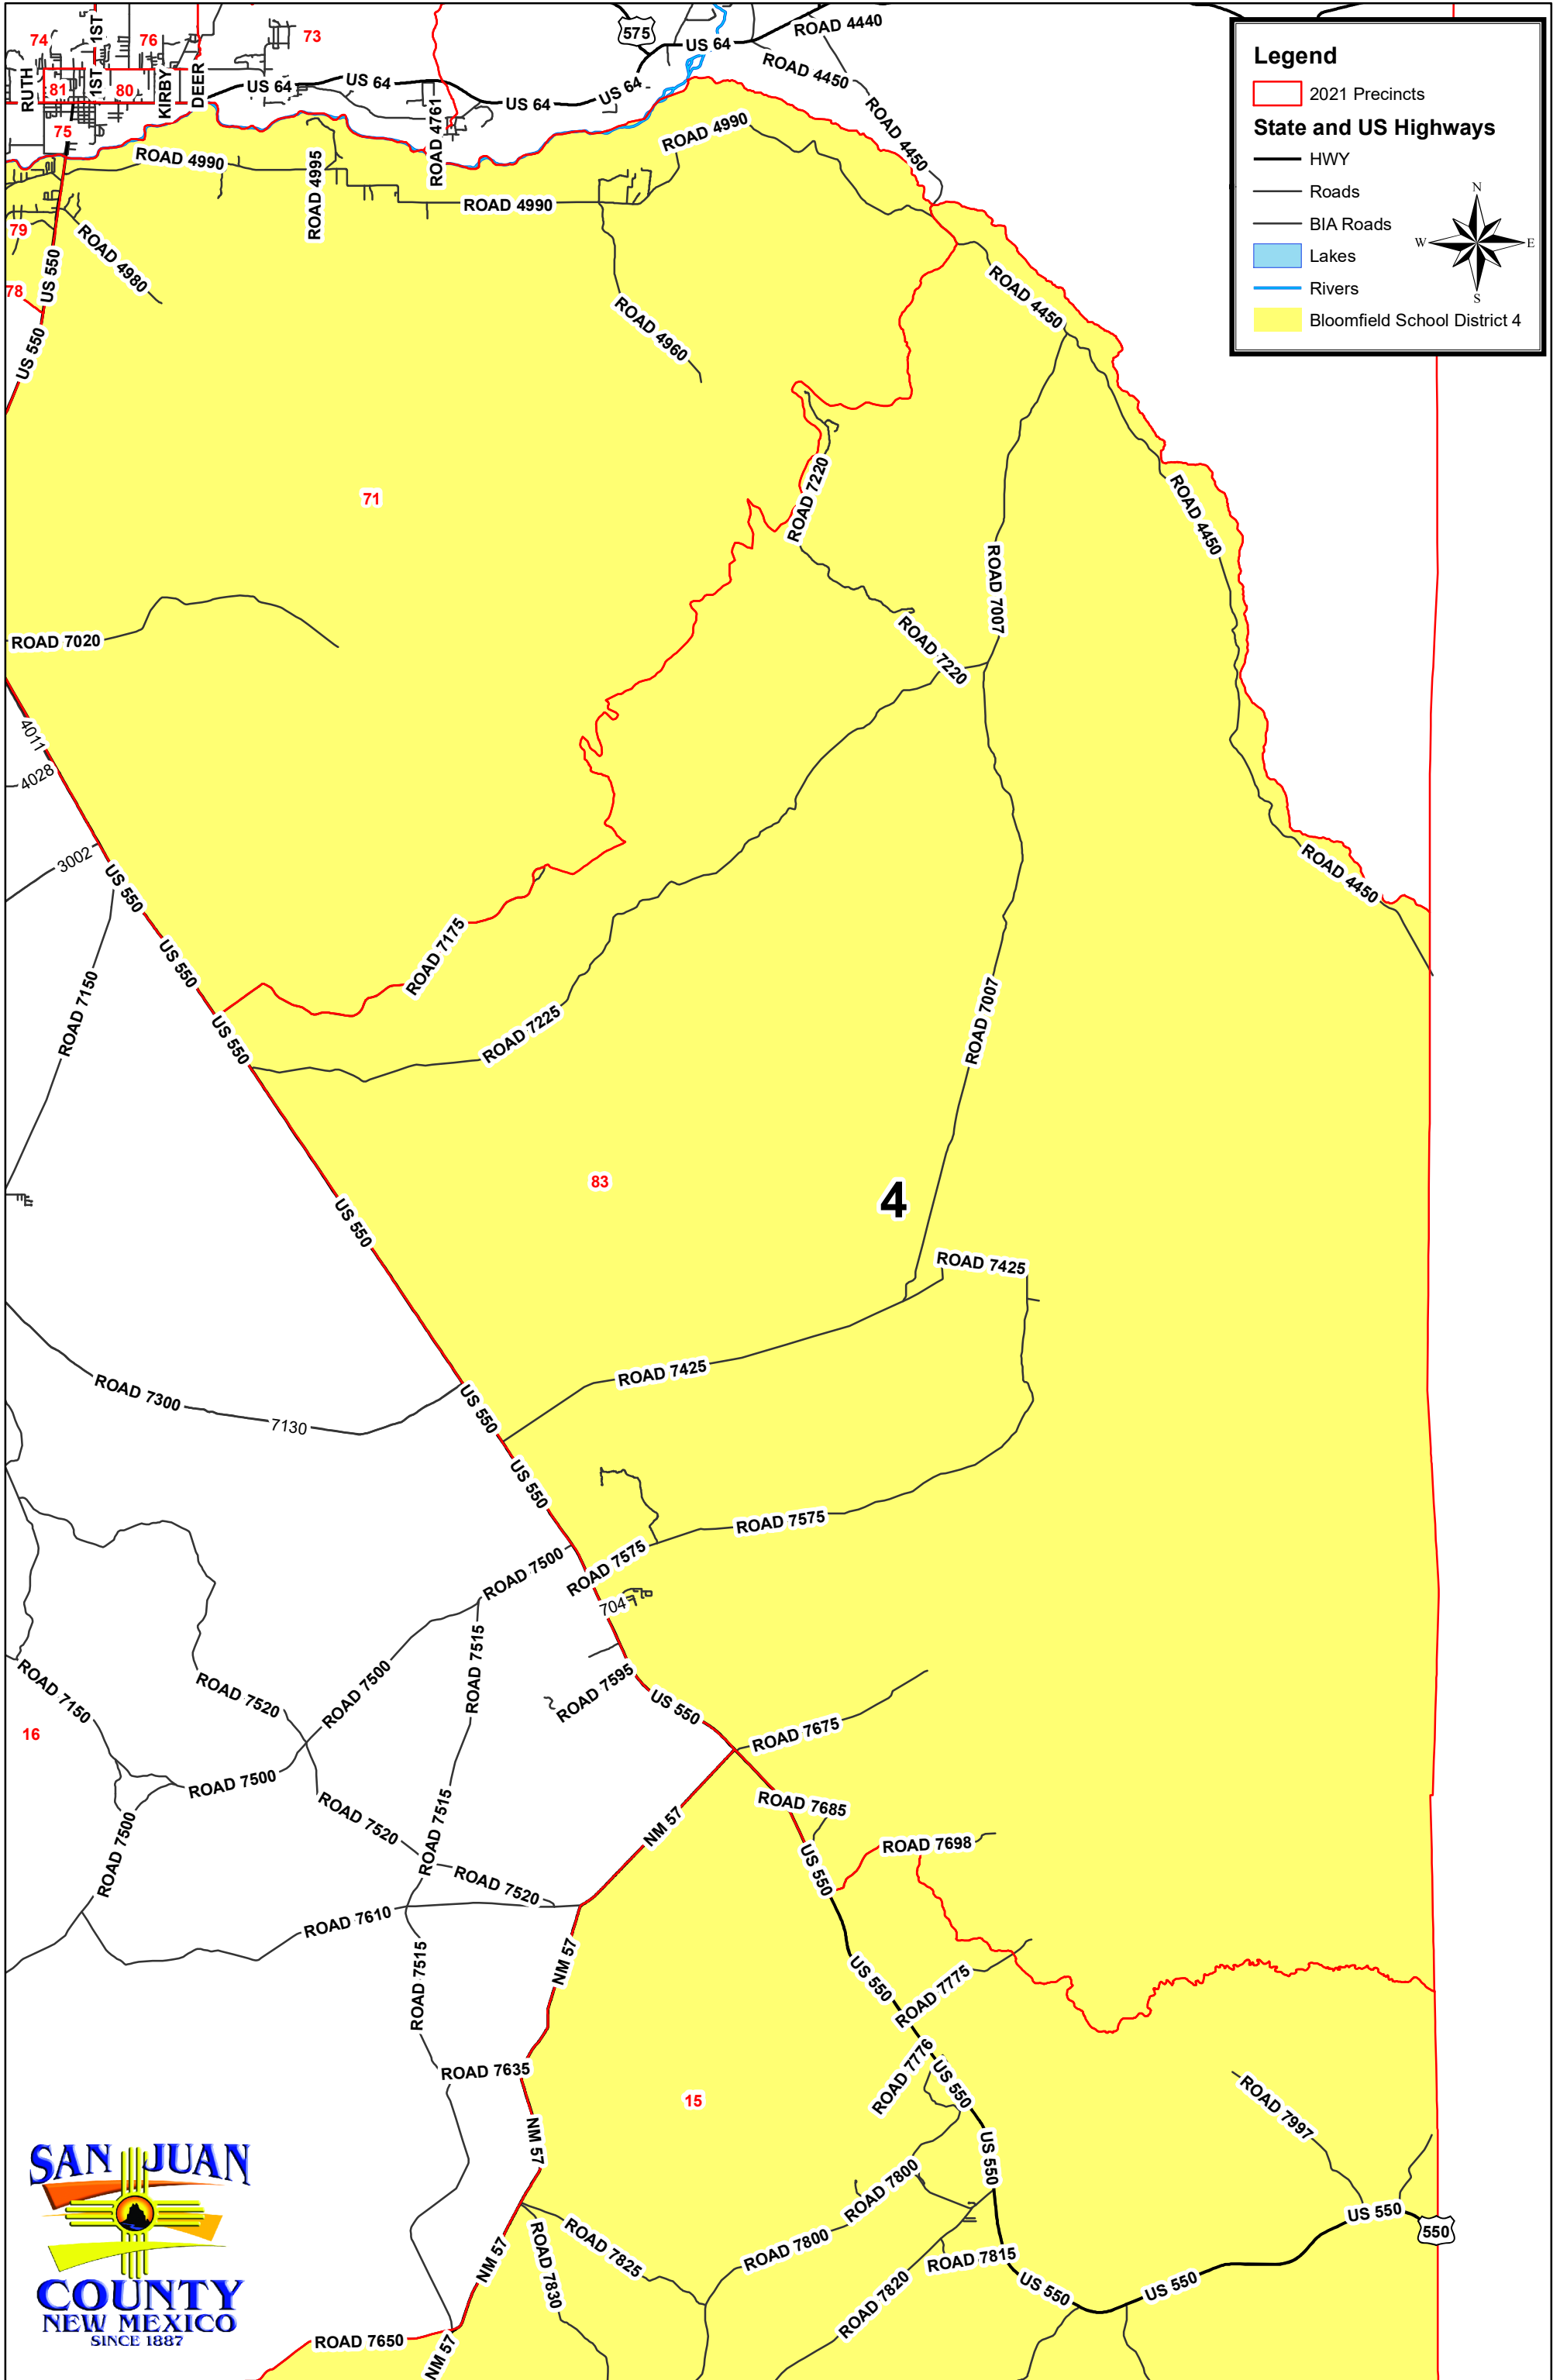 74
1ST
76
73
575
US 64
ROAD 4440
RUTH
81
1ST
80
KIRBY
DEER
US 64
US 64
US 64
US 64
ROAD 4450
ROAD 4450
75
ROAD 4761
ROAD 4990
ROAD 4990
ROAD 4995
ROAD 4990
79
ROAD 4980
78
US 550
US 550
ROAD 4960
ROAD 4450
Legend
2021 Precincts
State and US Highways
HWY
Roads
BIA Roads
Lakes
Rivers
Bloomfield School District 4
N
W
E
S
71
ROAD 7220
ROAD 4450
ROAD 7007
ROAD 7020
ROAD 7220
4011
4028
3002
US 550
ROAD 4450
US 550
ROAD 7175
ROAD 7150
US 550
ROAD 7225
ROAD 7007
83
4
US 550
ROAD 7425
ROAD 7425
ROAD 7300
7130
US 550
US 550
ROAD 7575
ROAD 7500
ROAD 7575
704
ROAD 7595
ROAD 7515
ROAD 7500
ROAD 7520
ROAD 7150
16
US 550
ROAD 7675
ROAD 7500
ROAD 7685
NM 57
ROAD 7520
ROAD 7515
ROAD 7500
ROAD 7698
US 550
ROAD 7520
ROAD 7610
NM 57
ROAD 7515
US 550
ROAD 7775
ROAD 7635
ROAD 7776
US 550
15
NM 57
US 550
ROAD 7997
ROAD 7800
ROAD 7800
ROAD 7825
ROAD 7830
NM 57
ROAD 7815
ROAD 7820
US 550
US 550
US 550
550
ROAD 7650
NM 57
SAN JUAN
COUNTY
NEW MEXICO
SINCE 1887